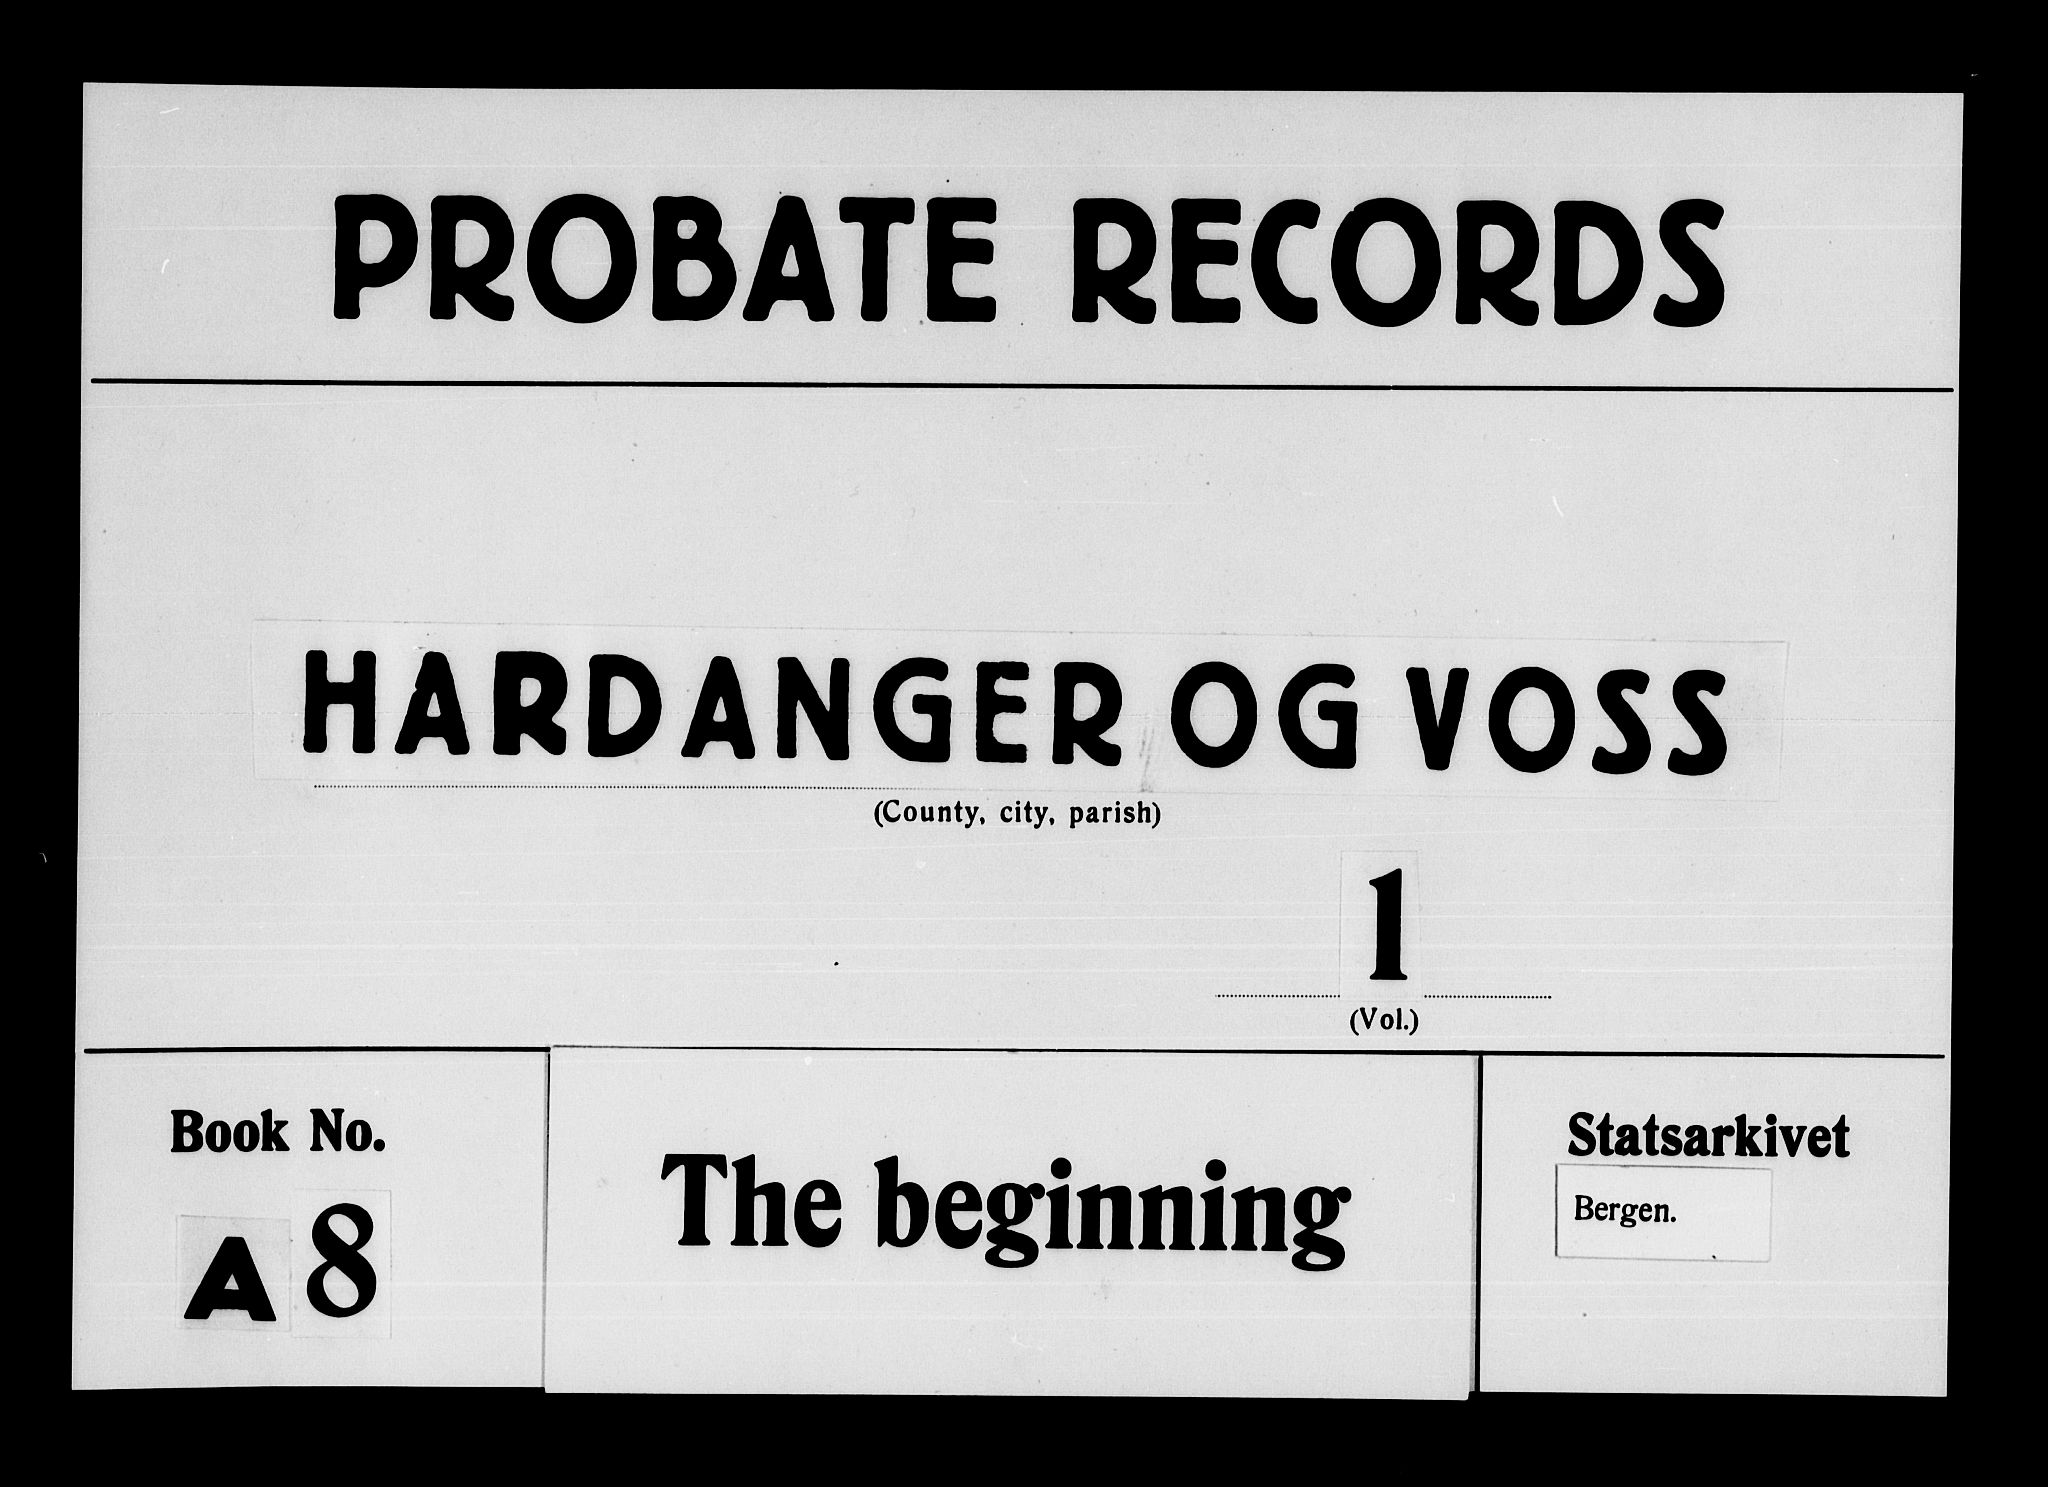 PROBATE RECORDS
HARDANGER OG VOSS
(County, city, parish)
1
(Vol.)
Book No.
A 8
The beginning
Statsarkivet
Bergen.